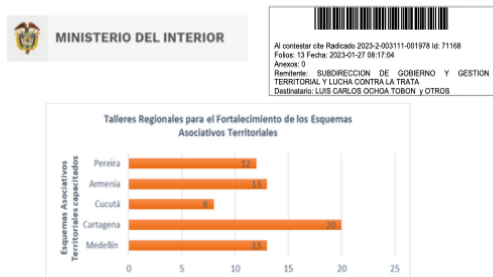 MINISTERIO DEL INTERIOR
Al contestar cite Radicado 2023-2-003111-001978 Id: 71168
Folios: 13 Fecha: 2023-01-27 08:17:04
Anexos: 0
Remitente: SUBDIRECCION DE GOBIERNO Y GESTION
TERRITORIAL Y LUCHA CONTRA LA TRATA
Destinatario: LUIS CARLOS OCHOA TOBON y OTROS
Talleres Regionales para el Fortalecimiento de los Esquemas
Asociativos Territoriales
Esquemas Asociativos
Territoriales capacitados
Pereira 12
Armenia 13
Cucutá 8
Cartagena 20
Medellín 13
0 5 10 15 20 25